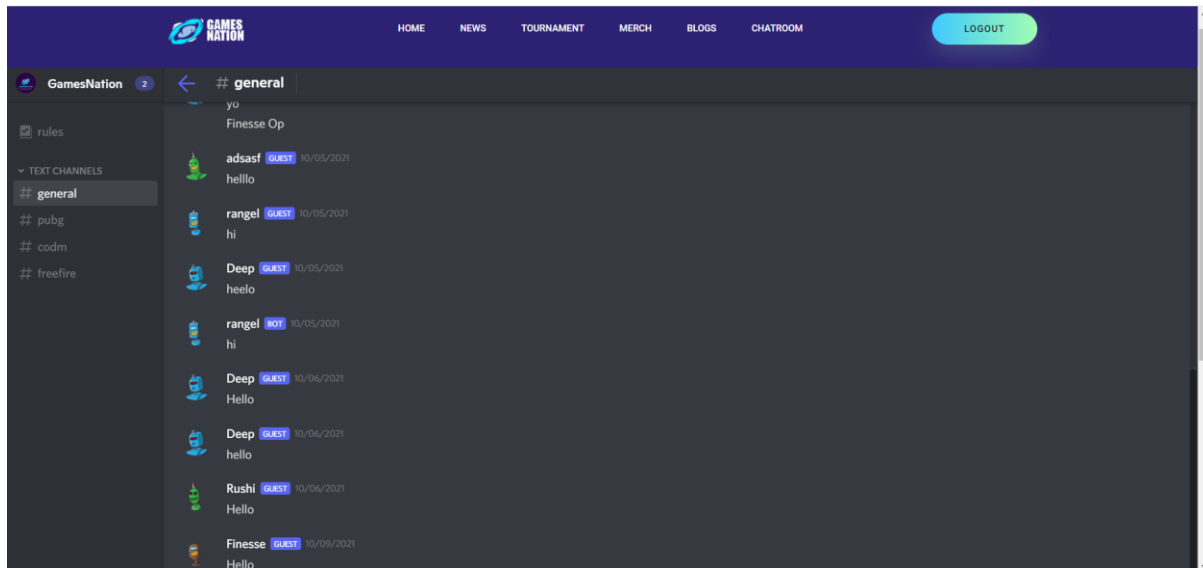 GAMES
NATION
HOME NEWS TOURNAMENT MERCH BLOGS CHATROOM LOGOUT
GamesNation 2
# general
rules
TEXT CHANNELS
# general
# pubg
# codm
# freefire
yo
Finesse Op
adsasf GUEST 10/05/2021
helllo
rangel GUEST 10/05/2021
hi
Deep GUEST 10/05/2021
heelo
rangel BOT 10/05/2021
hi
Deep GUEST 10/06/2021
Hello
Deep GUEST 10/06/2021
hello
Rushi GUEST 10/06/2021
Hello
Finesse GUEST 10/09/2021
Hello